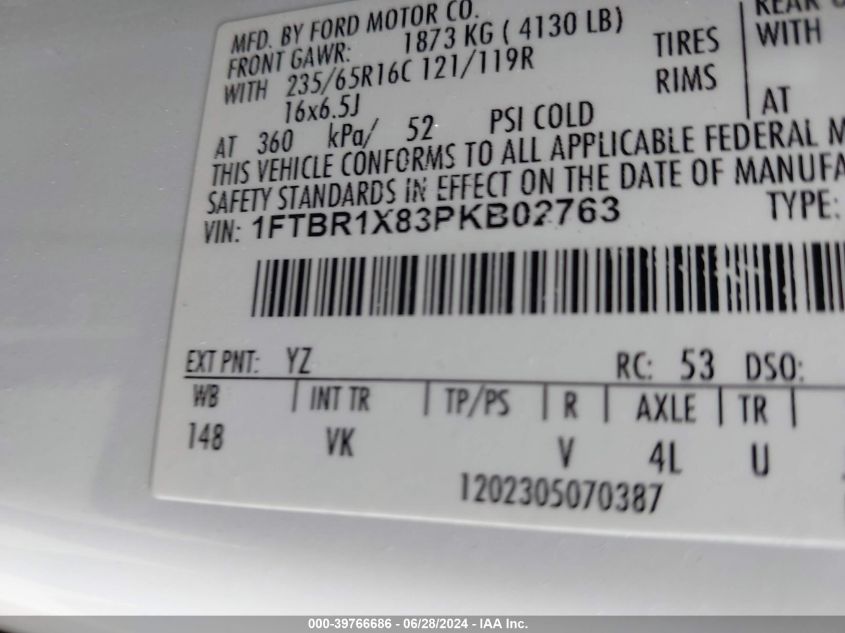 MFD. BY FORD MOTOR CO.
FRONT GAWR: 1873 KG ( 4130 LB)
WITH 235/65R16C 121/119R TIRES WITH
16x6.5J RIMS
AT 360 kPa/ 52 PSI COLD AT
THIS VEHICLE CONFORMS TO ALL APPLICABLE FEDERAL M
SAFETY STANDARDS IN EFFECT ON THE DATE OF MANUFA
VIN: 1FTBR1X83PKB02763 TYPE:
EXT PNT: YZ RC: 53 DSO:
WB | INT TR | TP/PS | R | AXLE | TR |
148 VK V 4L U
1202305070387
000-39766686 - 06/28/2024 - IAA Inc.